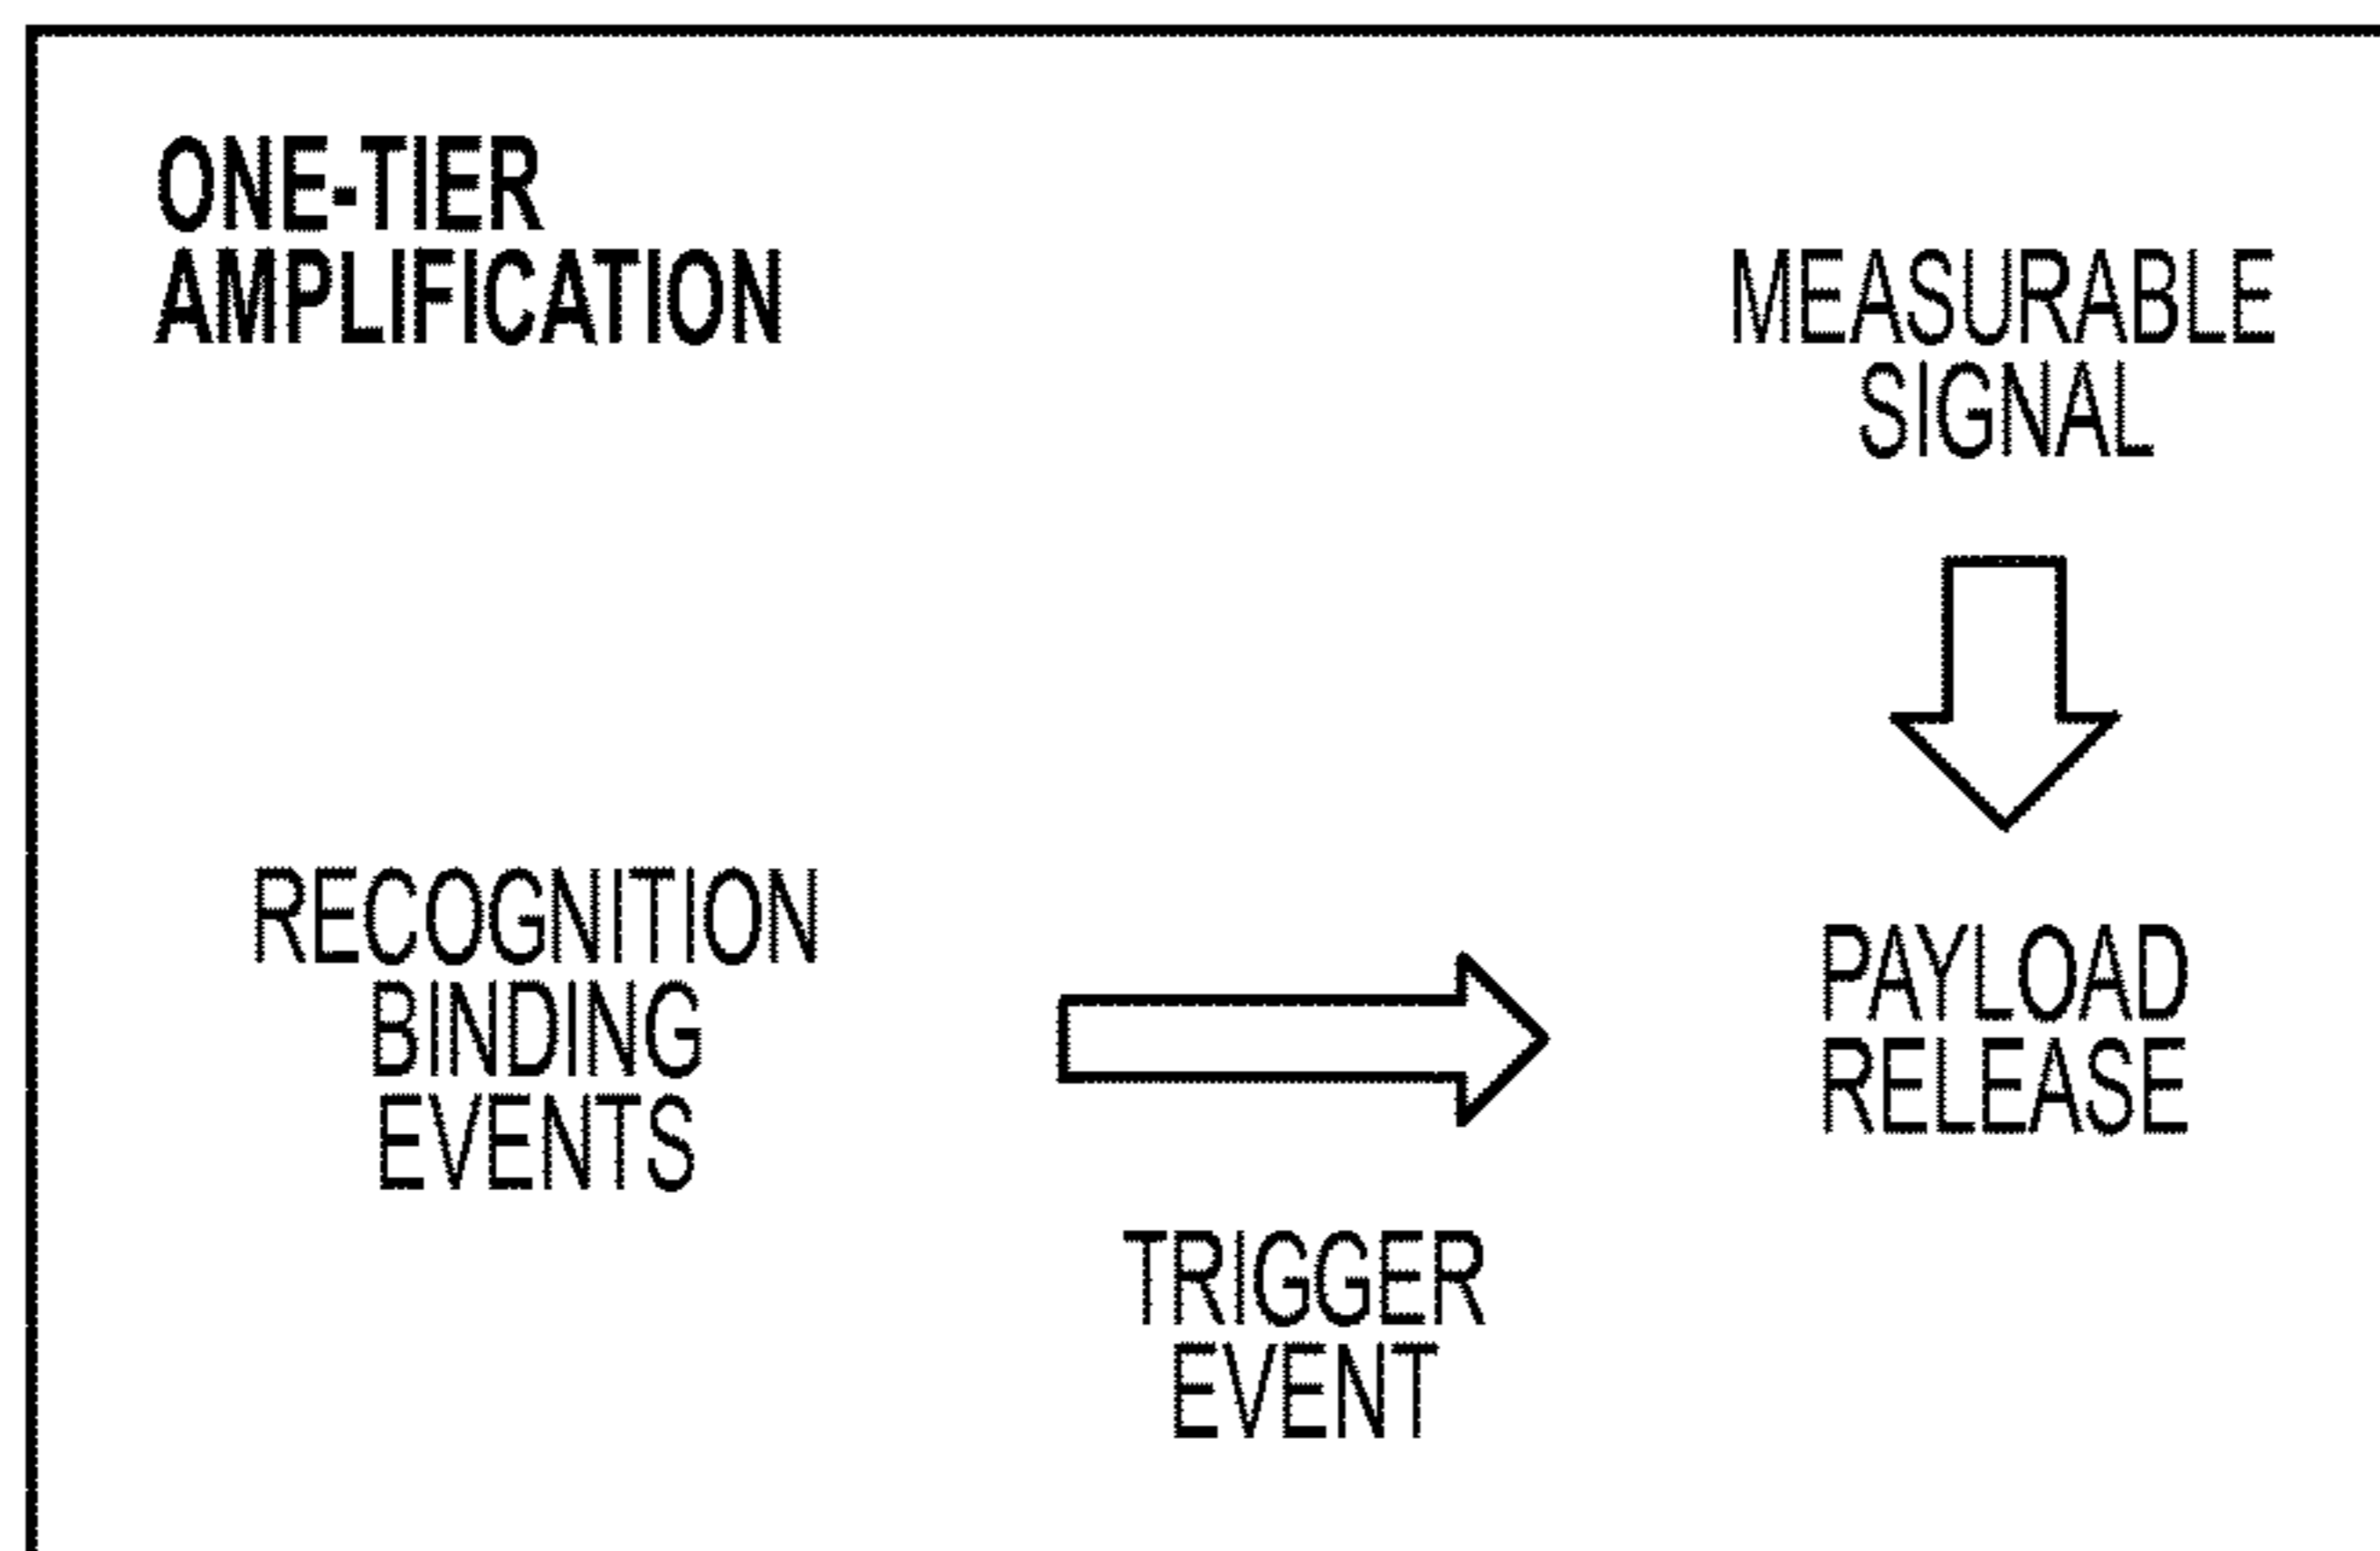 ONE-TIER
AMPLIFICATION
MEASURABLE
SIGNAL
RECOGNITION
BINDING
EVENTS
PAYLOAD
RELEASE
TRIGGER
EVENT